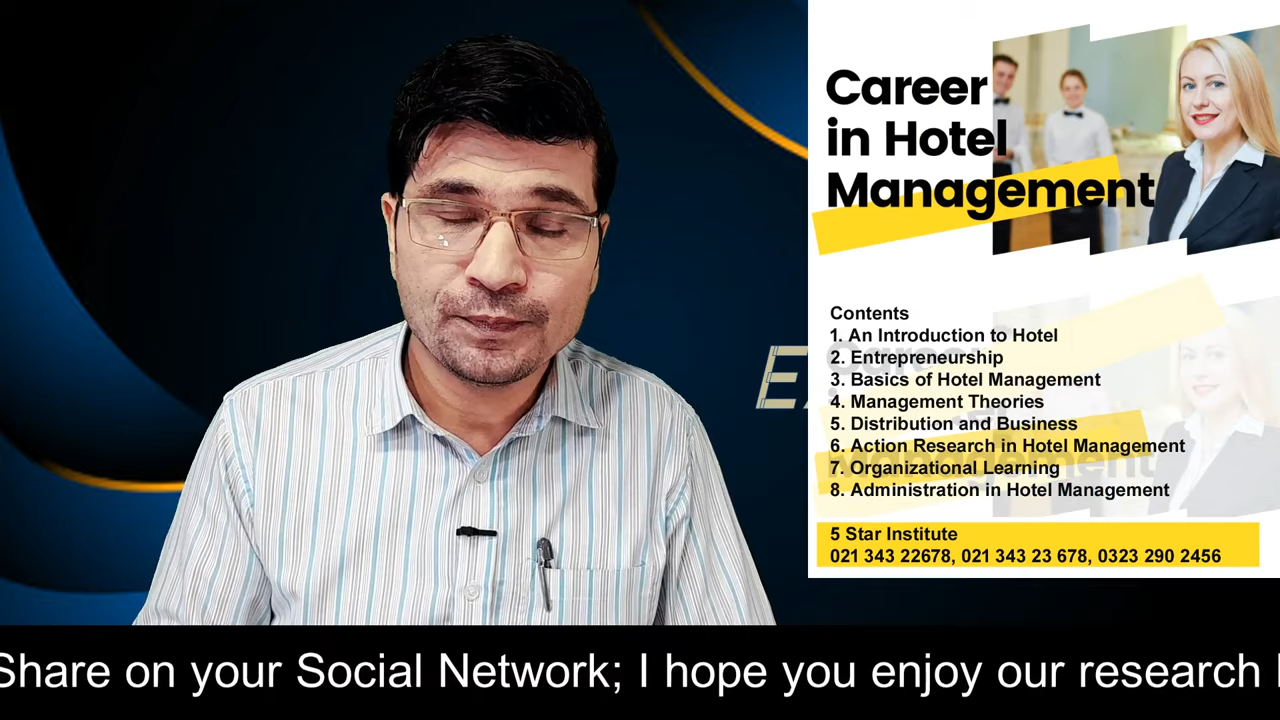 Career
in Hotel
Management
Contents
1. An Introduction to Hotel
2. Entrepreneurship
3. Basics of Hotel Management
4. Management Theories
5. Distribution and Business
6. Action Research in Hotel Management
7. Organizational Learning
8. Administration in Hotel Management
5 Star Institute
021 343 22678, 021 343 23 678, 0323 290 2456
Share on your Social Network; I hope you enjoy our research